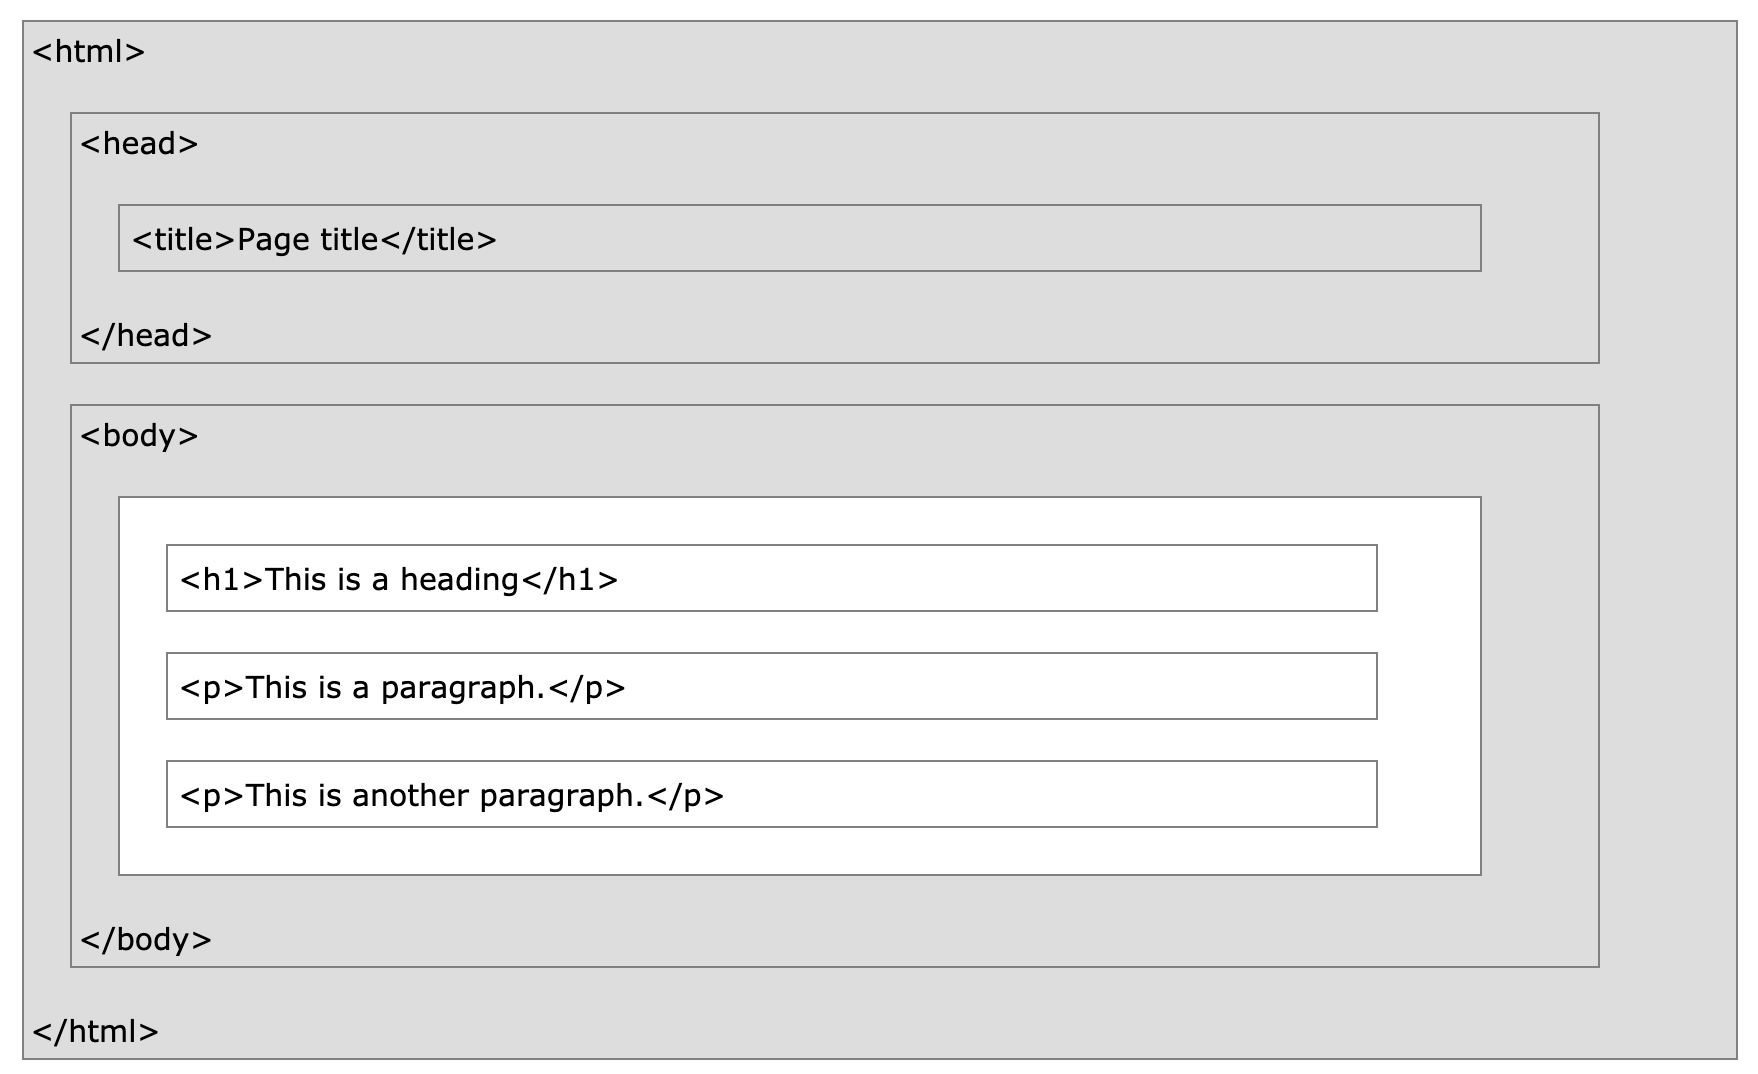 <html>
<head>
<title>Page title</title>
</head>
<body>
<h1>This is a heading</h1>
<p>This is a paragraph.</p>
<p>This is another paragraph.</p>
</body>
</html>